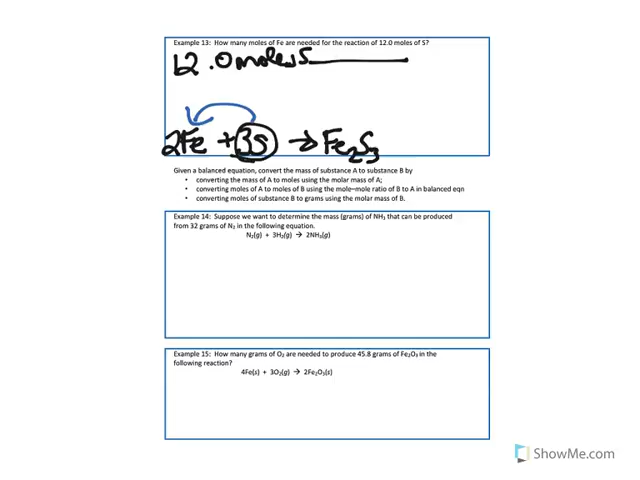 Example 13: How many moles of Fe are needed for the reaction of 12.0 moles of S?
12.0 moles S
2Fe + 3S → Fe₂S₃
Given a balanced equation, convert the mass of substance A to substance B by
• converting the mass of A to moles using the molar mass of A;
• converting moles of A to moles of B using the mole–mole ratio of B to A in balanced eqn
• converting moles of substance B to grams using the molar mass of B.
Example 14: Suppose we want to determine the mass (grams) of NH₃ that can be produced
from 32 grams of N₂ in the following equation.
N₂(g) + 3H₂(g) → 2NH₃(g)
Example 15: How many grams of O₂ are needed to produce 45.8 grams of Fe₂O₃ in the
following reaction?
4Fe(s) + 3O₂(g) → 2Fe₂O₃(s)
ShowMe.com